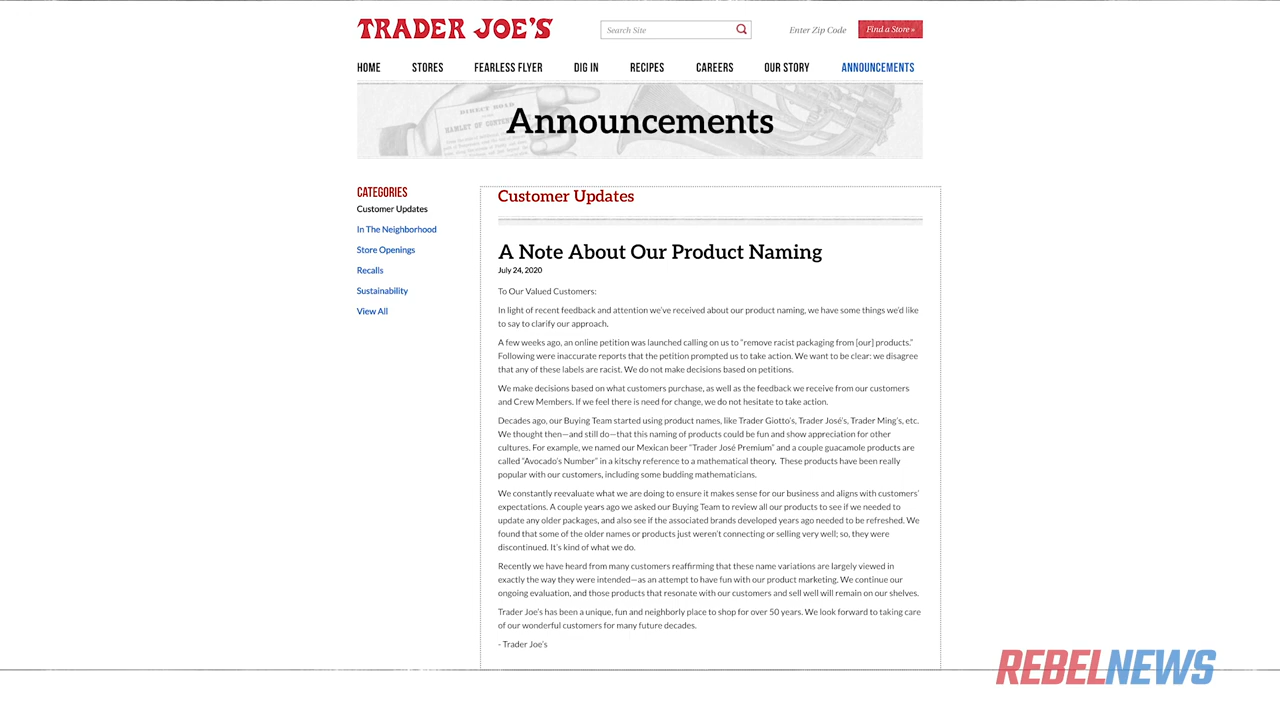 TRADER JOE'S
Search Site
Enter Zip Code
Find a Store »
HOME
STORES
FEARLESS FLYER
DIG IN
RECIPES
CAREERS
OUR STORY
ANNOUNCEMENTS
DIRECT SOLD
HAMLET OF CONTENT
Announcements
CATEGORIES
Customer Updates
In The Neighborhood
Store Openings
Recalls
Sustainability
View All
Customer Updates
A Note About Our Product Naming
July 24, 2020
To Our Valued Customers:
In light of recent feedback and attention we've received about our product naming, we have some things we'd like
to say to clarify our approach.
A few weeks ago, an online petition was launched calling on us to "remove racist packaging from [our] products."
Following were inaccurate reports that the petition prompted us to take action. We want to be clear: we disagree
that any of these labels are racist. We do not make decisions based on petitions.
We make decisions based on what customers purchase, as well as the feedback we receive from our customers
and Crew Members. If we feel there is need for change, we do not hesitate to take action.
Decades ago, our Buying Team started using product names, like Trader Giotto's, Trader José's, Trader Ming's, etc.
We thought then—and still do—that this naming of products could be fun and show appreciation for other
cultures. For example, we named our Mexican beer "Trader José Premium" and a couple guacamole products are
called "Avocado's Number" in a kitschy reference to a mathematical theory. These products have been really
popular with our customers, including some budding mathematicians.
We constantly reevaluate what we are doing to ensure it makes sense for our business and aligns with customers'
expectations. A couple years ago we asked our Buying Team to review all our products to see if we needed to
update any older packages, and also see if the associated brands developed years ago needed to be refreshed. We
found that some of the older names or products just weren't connecting or selling very well; so, they were
discontinued. It's kind of what we do.
Recently we have heard from many customers reaffirming that these name variations are largely viewed in
exactly the way they were intended—as an attempt to have fun with our product marketing. We continue our
ongoing evaluation, and those products that resonate with our customers and sell well will remain on our shelves.
Trader Joe's has been a unique, fun and neighborly place to shop for over 50 years. We look forward to taking care
of our wonderful customers for many future decades.
- Trader Joe's
REBELNEWS